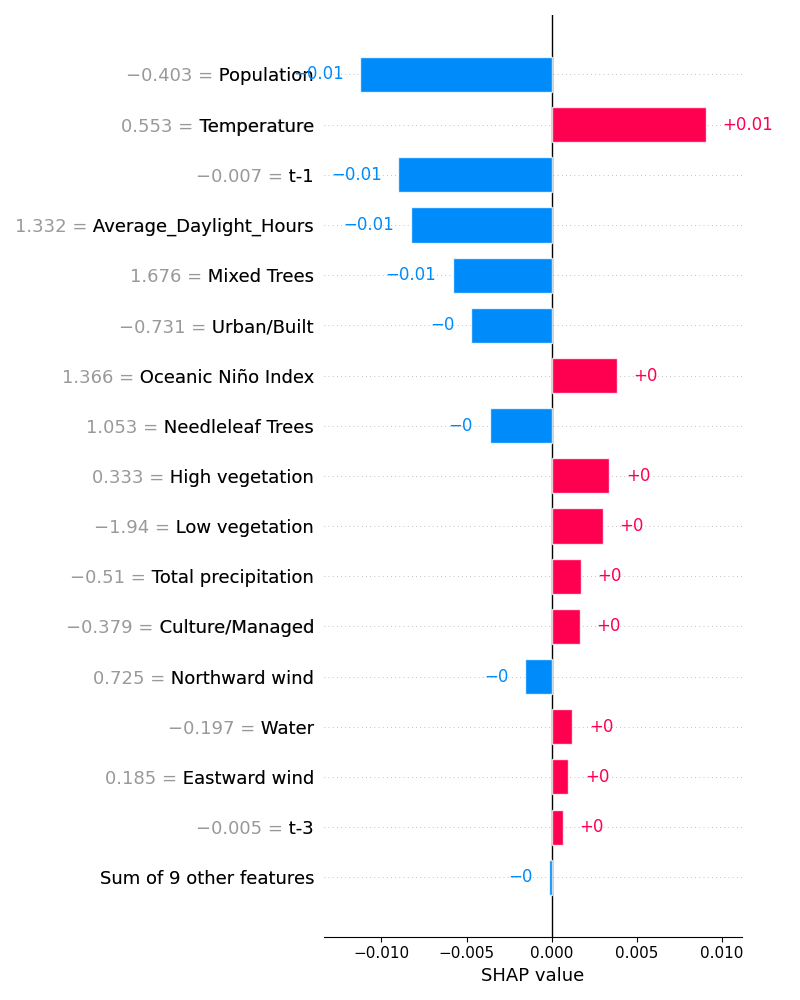 −0.403 = Population −0.01
0.553 = Temperature +0.01
−0.007 = t-1 −0.01
1.332 = Average_Daylight_Hours −0.01
1.676 = Mixed Trees −0.01
−0.731 = Urban/Built −0
1.366 = Oceanic Niño Index +0
1.053 = Needleleaf Trees −0
0.333 = High vegetation +0
−1.94 = Low vegetation +0
−0.51 = Total precipitation +0
−0.379 = Culture/Managed +0
0.725 = Northward wind −0
−0.197 = Water +0
0.185 = Eastward wind +0
−0.005 = t-3 +0
Sum of 9 other features −0
−0.010 −0.005 0.000 0.005 0.010
SHAP value